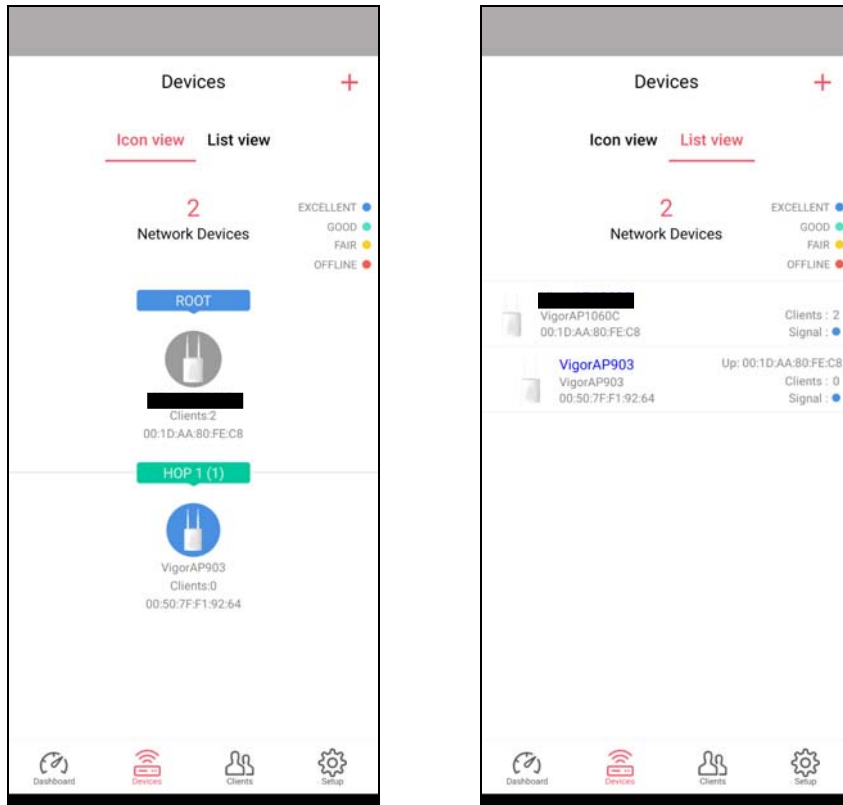 Devices +
Icon view List view
2
Network Devices
EXCELLENT
GOOD
FAIR
OFFLINE
ROOT
Clients:2
00:1D:AA:80:FE:C8
HOP 1 (1)
VigorAP903
Clients:0
00:50:7F:F1:92:64
Dashboard Devices Clients Setup
Devices +
Icon view List view
2
Network Devices
EXCELLENT
GOOD
FAIR
OFFLINE
VigorAP1060C Clients : 2
00:1D:AA:80:FE:C8 Signal :
VigorAP903 Up: 00:1D:AA:80:FE:C8
VigorAP903 Clients : 0
00:50:7F:F1:92:64 Signal :
Dashboard Devices Clients Setup